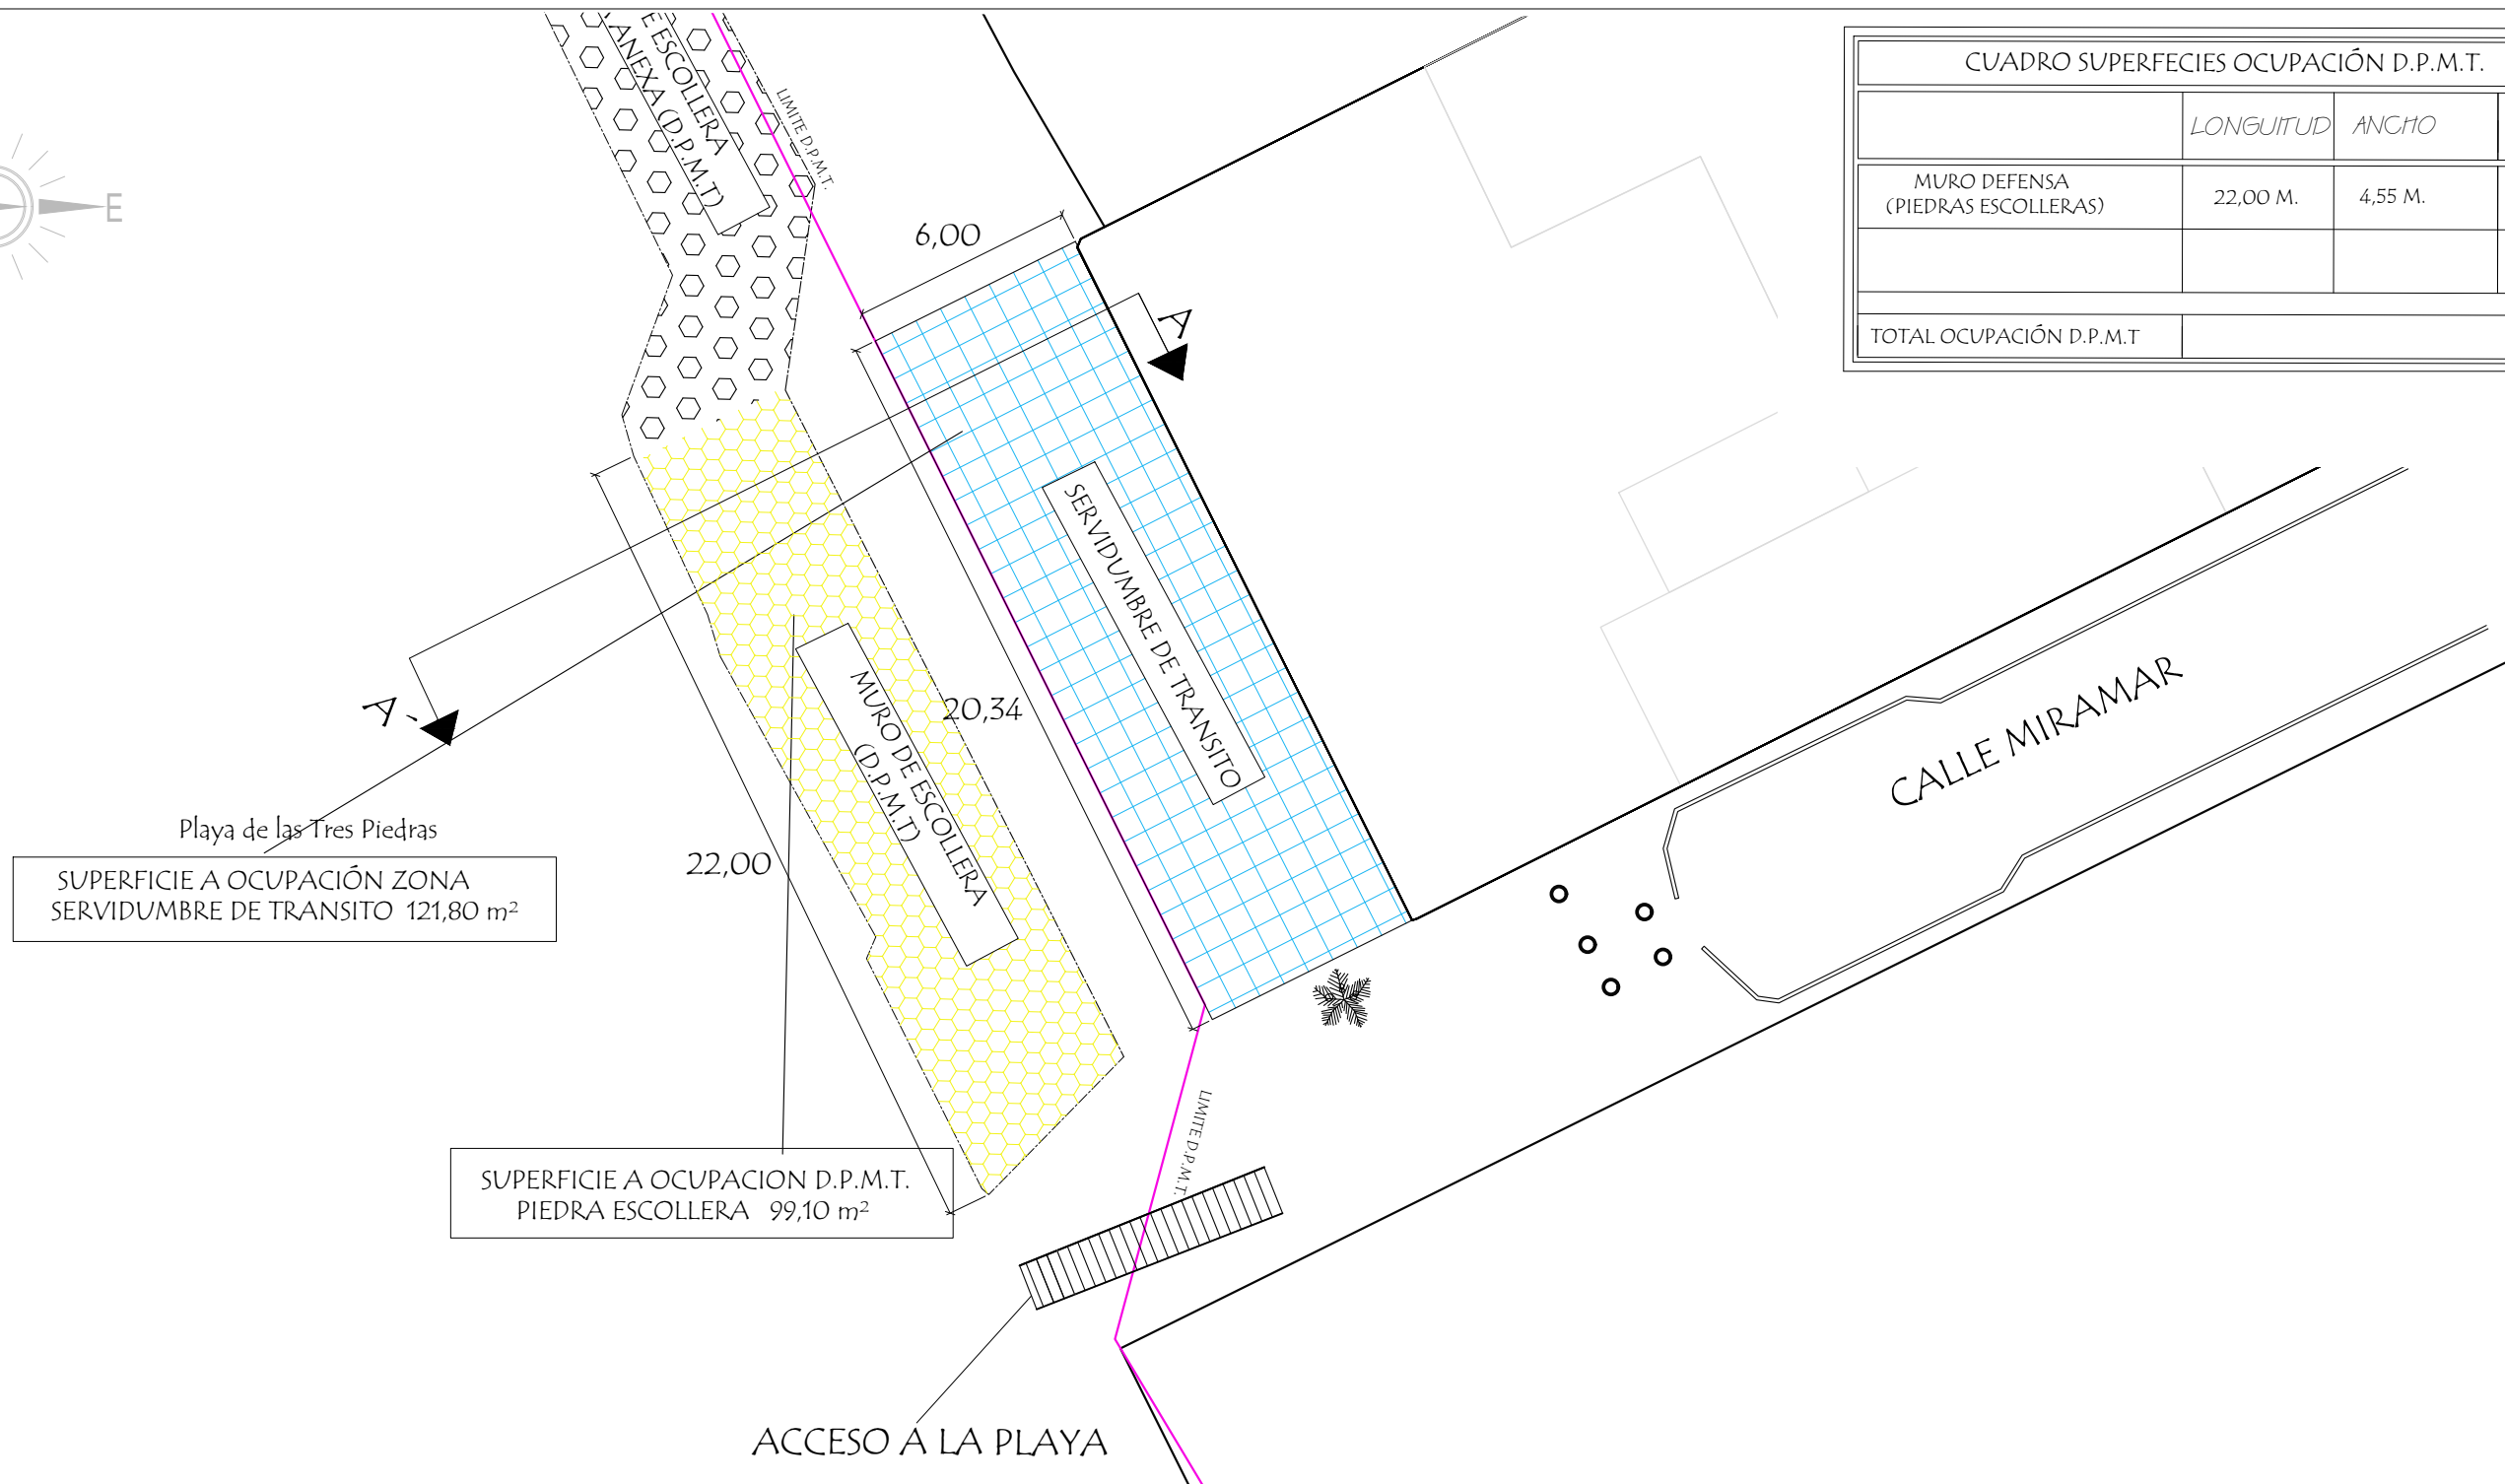 CUADRO SUPERFECIES OCUPACIÓN D.P.M.T.
LONGUITUD ANCHO
MURO DEFENSA
(PIEDRAS ESCOLLERAS)
22,00 M. 4,55 M.
TOTAL OCUPACIÓN D.P.M.T
E
E ESCOLLERA
ANEXA (D.P.M.T)
LIMITE D.P.M.T.
6,00
A
SERVIDUMBRE DE TRANSITO
MURO DE ESCOLLERA
(D.P.M.T)
20,34
22,00
A`
CALLE MIRAMAR
Playa de las Tres Piedras
SUPERFICIE A OCUPACIÓN ZONA
SERVIDUMBRE DE TRANSITO 121,80 m²
SUPERFICIE A OCUPACION D.P.M.T.
PIEDRA ESCOLLERA 99,10 m²
LIMITE D.P.M.T.
ACCESO A LA PLAYA